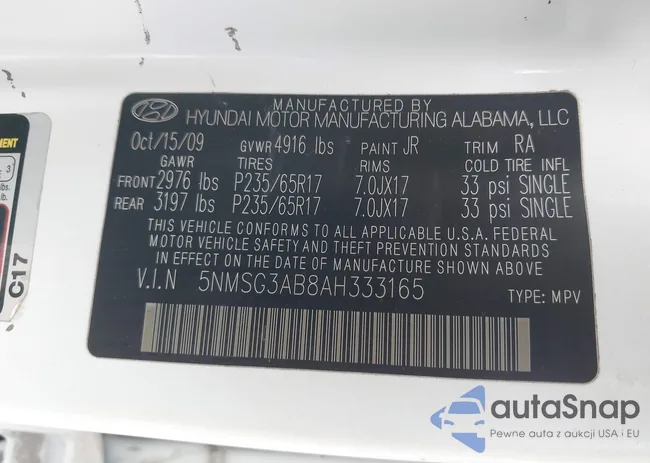 MANUFACTURED BY
HYUNDAI MOTOR MANUFACTURING ALABAMA, LLC
Oct/15/09 GVWR 4916 lbs PAINT JR TRIM RA
GAWR TIRES RIMS COLD TIRE INFL
FRONT 2976 lbs P235/65R17 7.0JX17 33 psi SINGLE
REAR 3197 lbs P235/65R17 7.0JX17 33 psi SINGLE
THIS VEHICLE CONFORMS TO ALL APPLICABLE U.S.A. FEDERAL
MOTOR VEHICLE SAFETY AND THEFT PREVENTION STANDARDS
IN EFFECT ON THE DATE OF MANUFACTURE SHOWN ABOVE.
V.I.N 5NMSG3AB8AH333165 TYPE: MPV
C17
3
autaSnap
Pewne auta z aukcji USA i EU